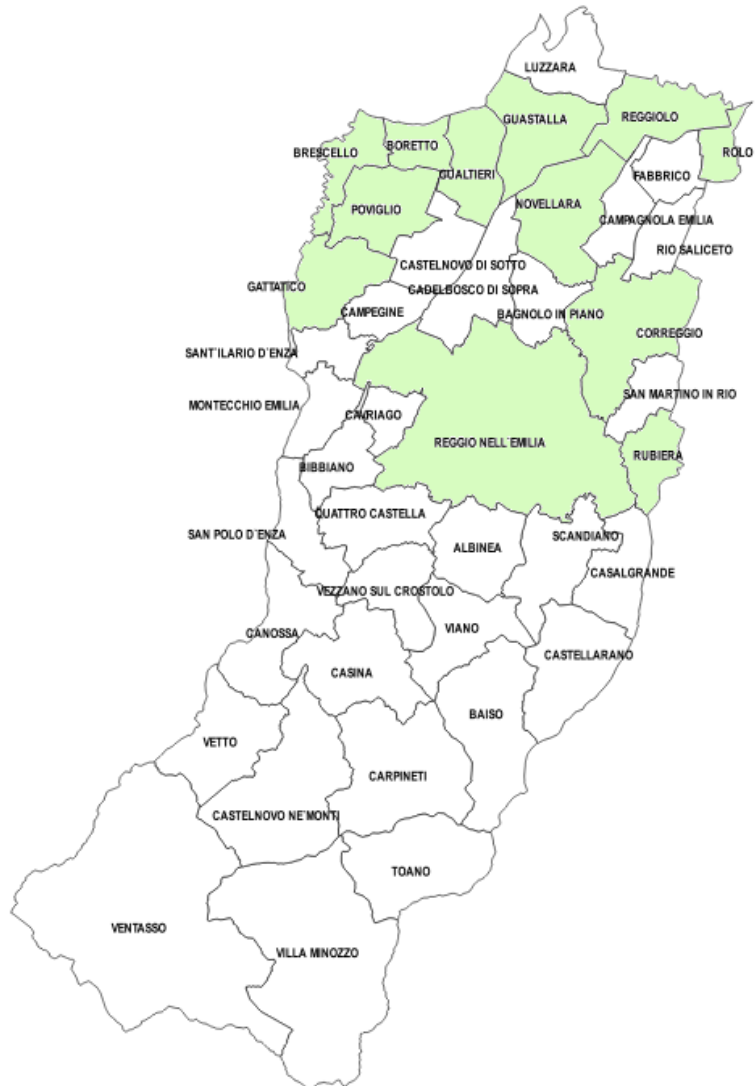 LUZZARA
GUASTALLA
REGGIOLO
BRESCELLO
BORETTO
GUALTIERI
ROLO
FABBRICO
POVIGLIO
NOVELLARA
CAMPAGNOLA EMILIA
RIO SALICETO
CASTELNOVO DI SOTTO
GATTATICO
CADELBOSCO DI SOPRA
CAMPEGINE
BAGNOLO IN PIANO
CORREGGIO
SANT'ILARIO D'ENZA
SAN MARTINO IN RIO
MONTECCHIO EMILIA
CAVRIAGO
REGGIO NELL'EMILIA
RUBIERA
BIBBIANO
QUATTRO CASTELLA
SAN POLO D'ENZA
ALBINEA
SCANDIANO
CASALGRANDE
VEZZANO SUL CROSTOLO
CANOSSA
VIANO
CASTELLARANO
CASINA
BAISO
VETTO
CARPINETI
CASTELNOVO NE'MONTI
TOANO
VENTASSO
VILLA MINOZZO